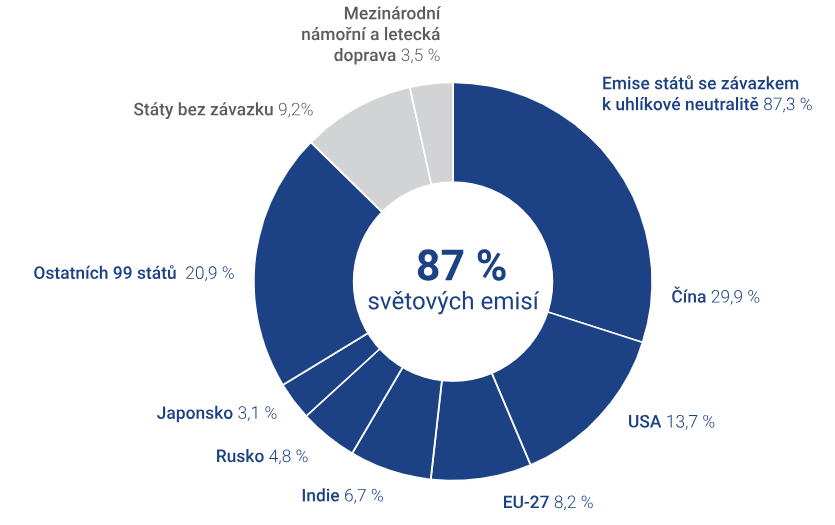 Mezinárodní
námořní a letecká
doprava 3,5 %
Emise států se závazkem
k uhlíkové neutralitě 87,3 %
Státy bez závazku 9,2%
87 %
světových emisí
Ostatních 99 států 20,9 %
Čína 29,9 %
Japonsko 3,1 %
USA 13,7 %
Rusko 4,8 %
Indie 6,7 %
EU-27 8,2 %